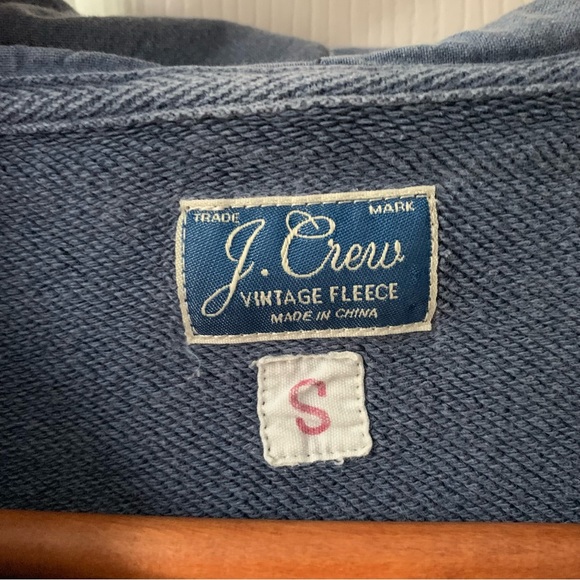 TRADE MARK
J. Crew
VINTAGE FLEECE
MADE IN CHINA
S